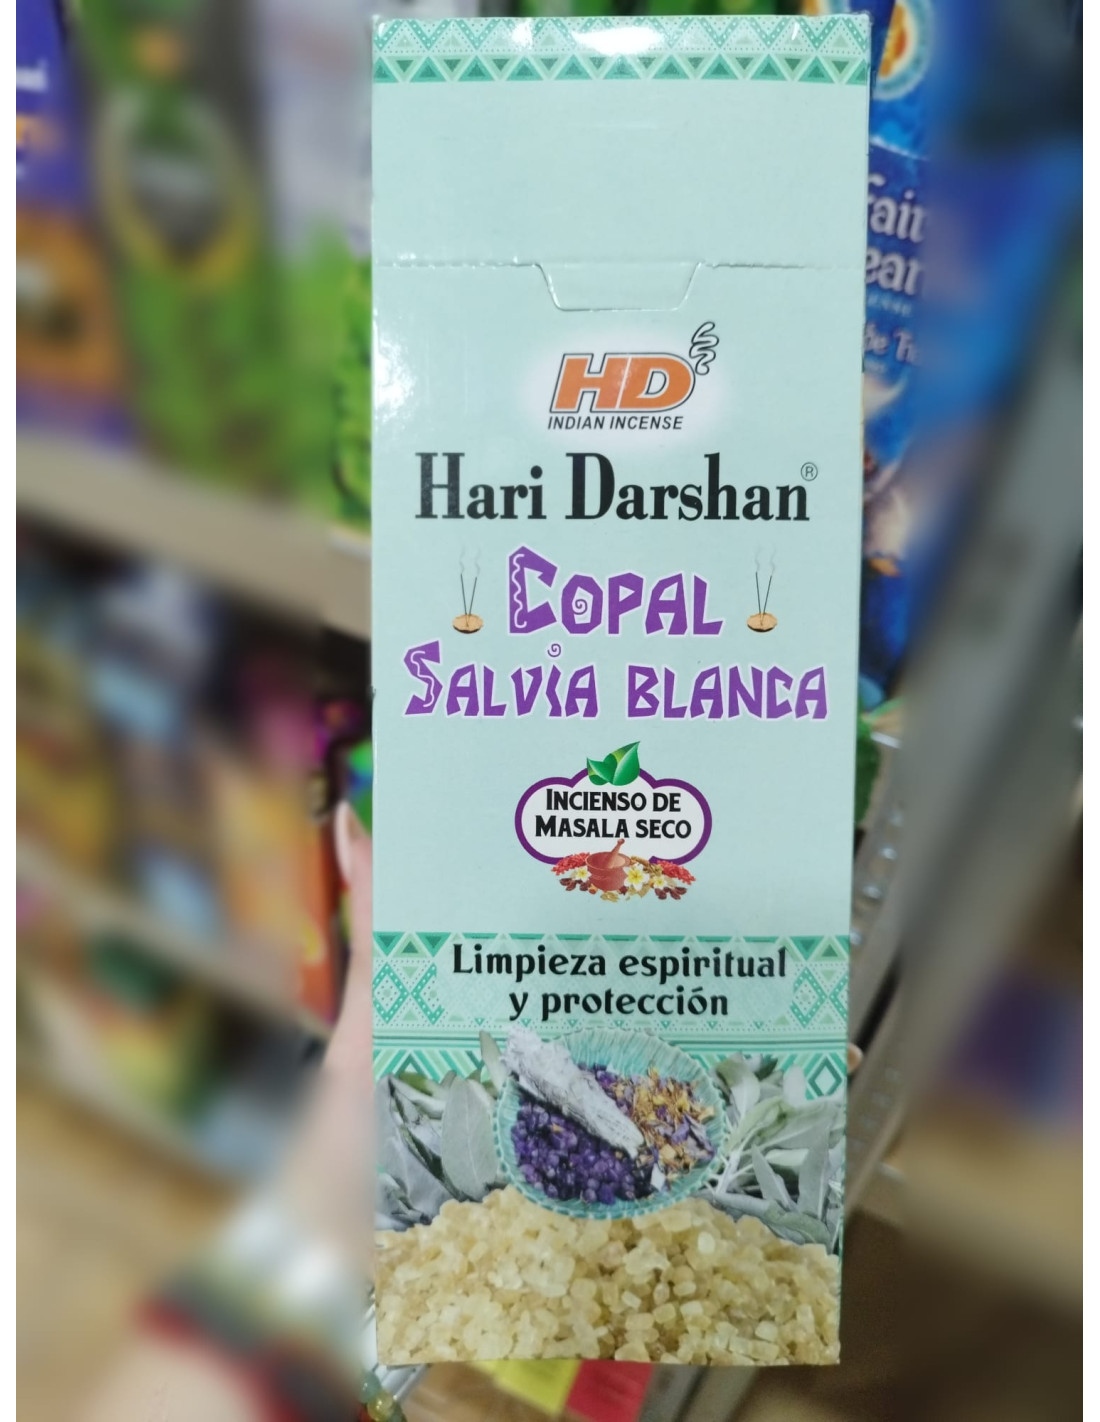 HD
INDIAN INCENSE
Hari Darshan®
COPAL
SALVIA BLANCA
INCIENSO DE
MASALA SECO
Limpieza espiritual
y protección